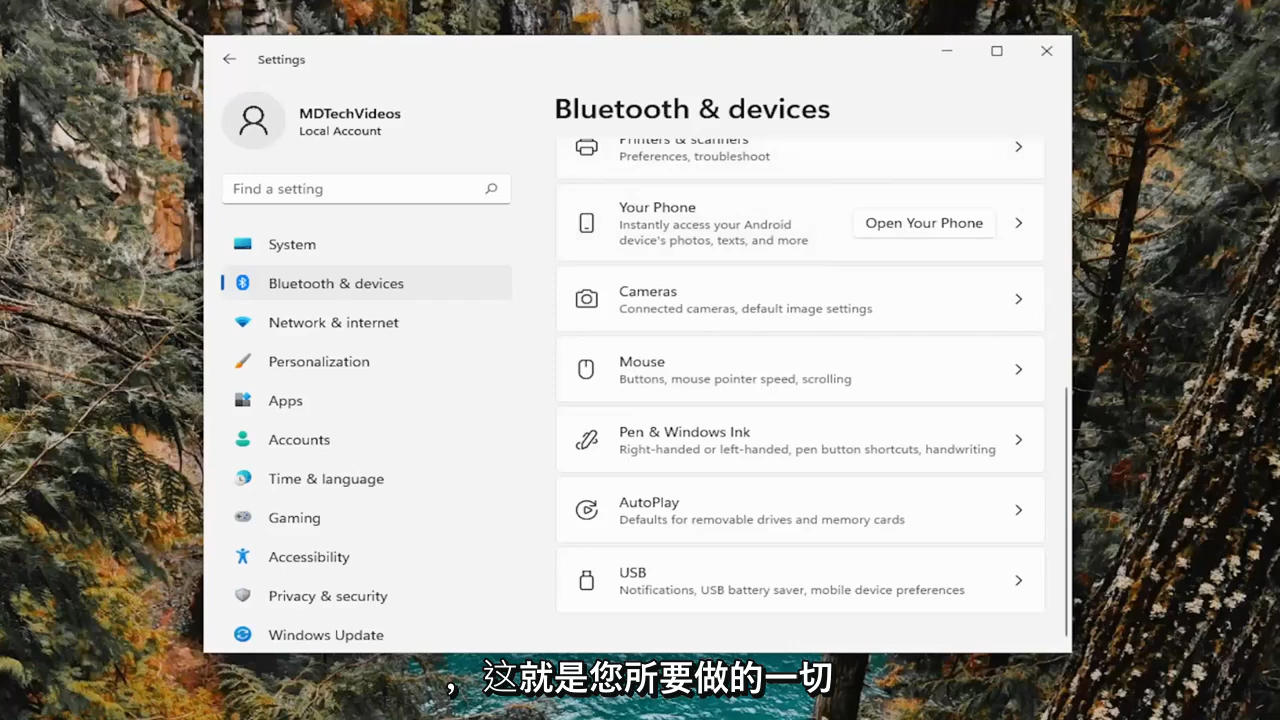 Settings
MDTechVideos
Local Account
Find a setting
System
Bluetooth & devices
Network & internet
Personalization
Apps
Accounts
Time & language
Gaming
Accessibility
Privacy & security
Windows Update
Bluetooth & devices
Printers & scanners
Preferences, troubleshoot
Your Phone
Instantly access your Android
device's photos, texts, and more
Open Your Phone
Cameras
Connected cameras, default image settings
Mouse
Buttons, mouse pointer speed, scrolling
Pen & Windows Ink
Right-handed or left-handed, pen button shortcuts, handwriting
AutoPlay
Defaults for removable drives and memory cards
USB
Notifications, USB battery saver, mobile device preferences
，这就是您所要做的一切